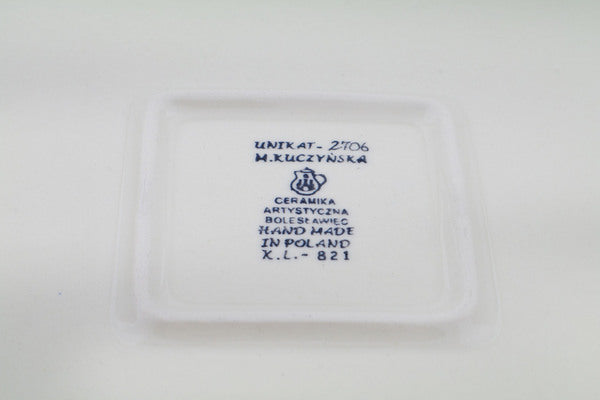 UNIKAT - 2706
M.KUCZYŃSKA
CERAMIKA
ARTYSTYCZNA
BOLESŁAWIEC
HAND MADE
IN POLAND
X.L. - 821